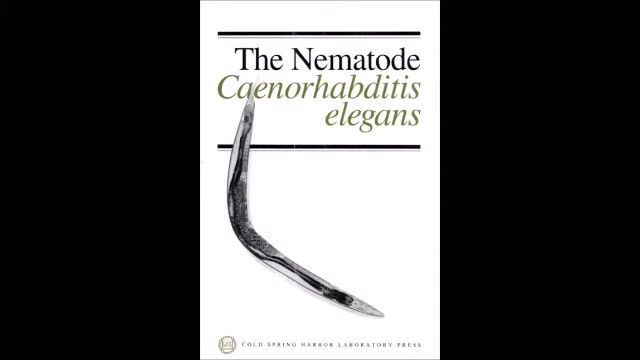 The Nematode
Caenorhabditis
elegans
COLD SPRING HARBOR LABORATORY PRESS